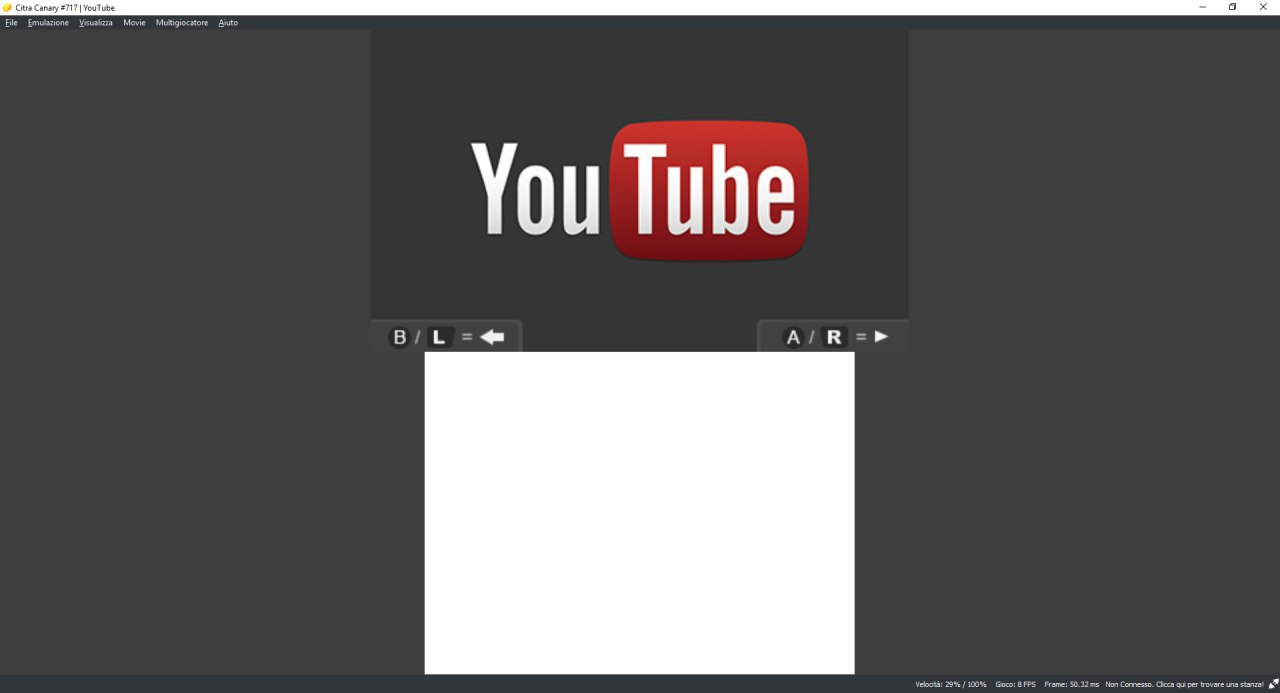 Citra Canary #717 | YouTube
File Emulazione Visualizza Movie Multigiocatore Aiuto
YouTube
B / L = A / R =
Velocità: 29% / 100% Gioco: 8 FPS Frame: 50.32 ms Non Connesso. Clicca qui per trovare una stanza!